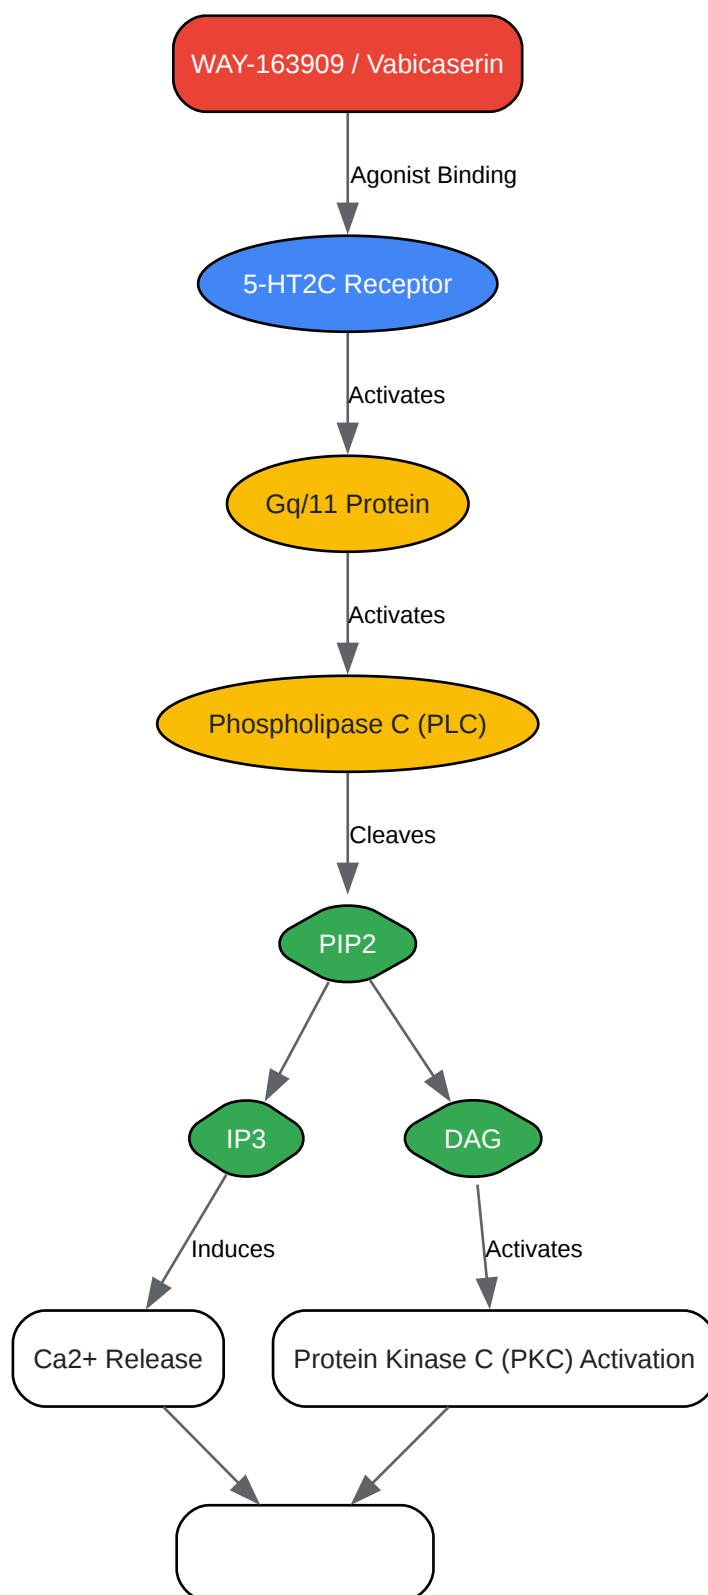 WAY-163909 / Vabicaserin
Agonist Binding
5-HT2C Receptor
Activates
Gq/11 Protein
Activates
Phospholipase C (PLC)
Cleaves
PIP2
IP3
DAG
Induces
Activates
Ca2+ Release
Protein Kinase C (PKC) Activation